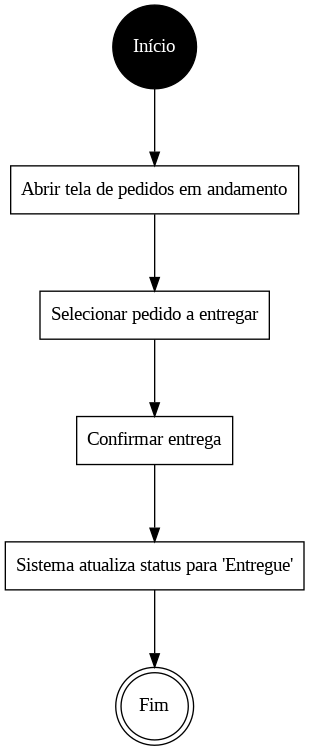 Início
Abrir tela de pedidos em andamento
Selecionar pedido a entregar
Confirmar entrega
Sistema atualiza status para 'Entregue'
Fim